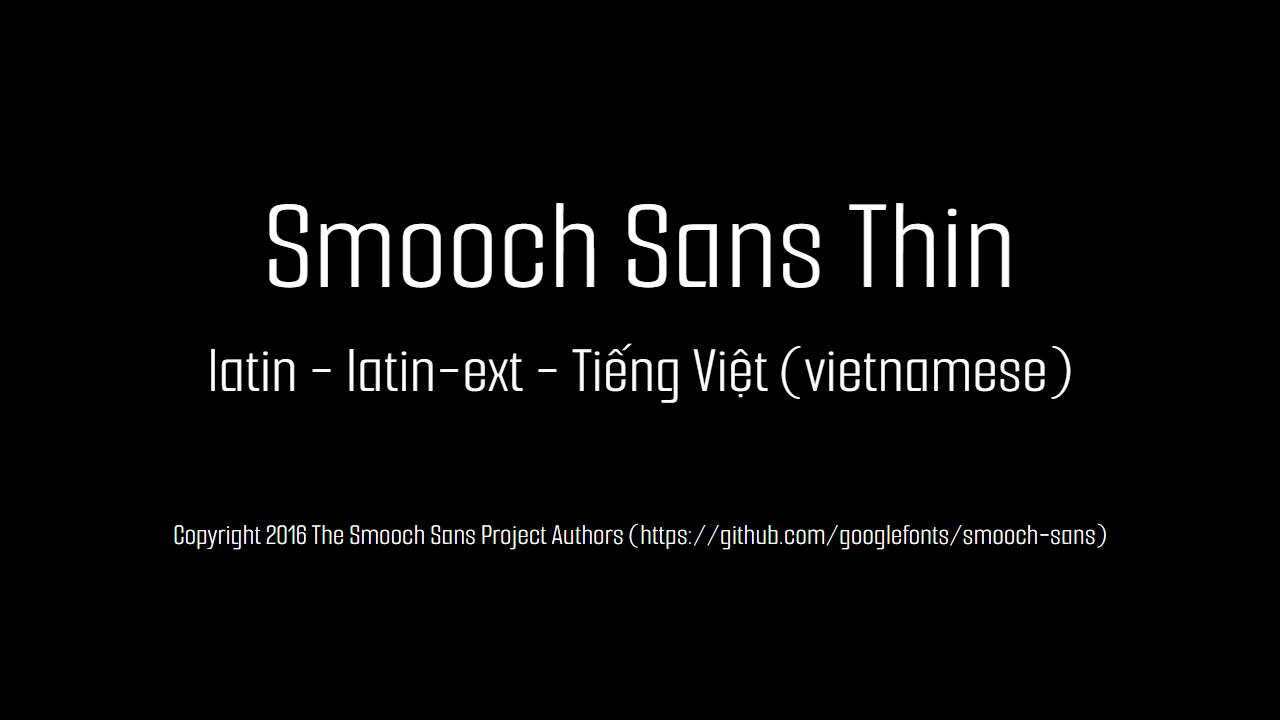 Smooch Sans Thin
latin - latin-ext - Tiếng Việt (vietnamese)
Copyright 2016 The Smooch Sans Project Authors (https://github.com/googlefonts/smooch-sans)